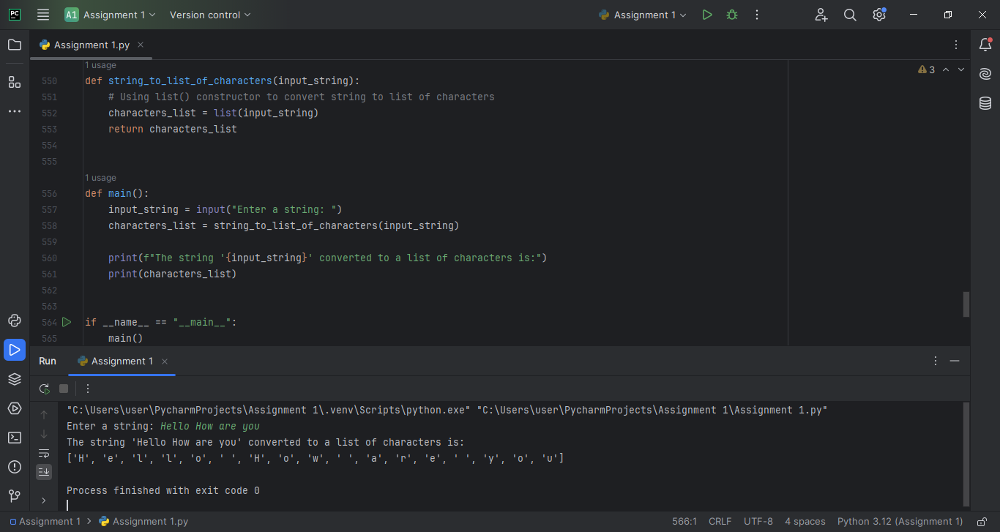 PC A1 Assignment 1 Version control Assignment 1
Assignment 1.py
1 usage
3
550 def string_to_list_of_characters(input_string):
551     # Using list() constructor to convert string to list of characters
552     characters_list = list(input_string)
553     return characters_list
554
555
1 usage
556 def main():
557     input_string = input("Enter a string: ")
558     characters_list = string_to_list_of_characters(input_string)
559
560     print(f"The string '{input_string}' converted to a list of characters is:")
561     print(characters_list)
562
563
564 if __name__ == "__main__":
565     main()
Run Assignment 1
"C:\Users\user\PycharmProjects\Assignment 1\.venv\Scripts\python.exe" "C:\Users\user\PycharmProjects\Assignment 1\Assignment 1.py"
Enter a string: Hello How are you
The string 'Hello How are you' converted to a list of characters is:
['H', 'e', 'l', 'l', 'o', ' ', 'H', 'o', 'w', ' ', 'a', 'r', 'e', ' ', 'y', 'o', 'u']
Process finished with exit code 0
Assignment 1 > Assignment 1.py 566:1 CRLF UTF-8 4 spaces Python 3.12 (Assignment 1)